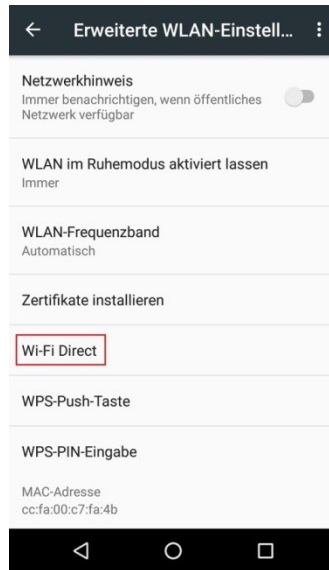 Erweiterte WLAN-Einstell...
Netzwerkhinweis
Immer benachrichtigen, wenn öffentliches
Netzwerk verfügbar
WLAN im Ruhemodus aktiviert lassen
Immer
WLAN-Frequenzband
Automatisch
Zertifikate installieren
Wi-Fi Direct
WPS-Push-Taste
WPS-PIN-Eingabe
MAC-Adresse
cc:fa:00:c7:fa:4b